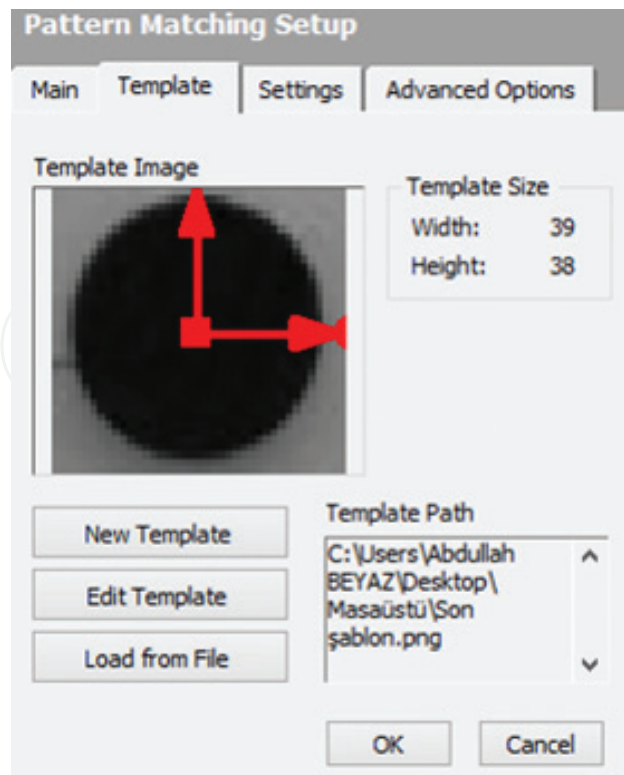 Pattern Matching Setup
Main Template Settings Advanced Options
Template Image
Template Size
Width: 39
Height: 38
New Template
Edit Template
Load from File
Template Path
C:\Users\Abdullah
BEYAZ\Desktop\
Masaüstü\Son
şablon.png
OK Cancel